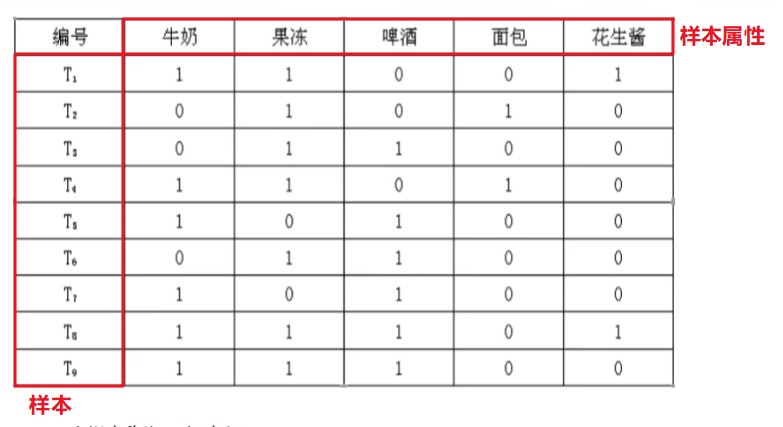 编号 牛奶 果冻 啤酒 面包 花生酱 样本属性
T₁ 1 1 0 0 1
T₂ 0 1 0 1 0
T₃ 0 1 1 0 0
T₄ 1 1 0 1 0
T₅ 1 0 1 0 0
T₆ 0 1 1 0 0
T₇ 1 0 1 0 0
T₈ 1 1 1 0 1
T₉ 1 1 1 0 0
样本